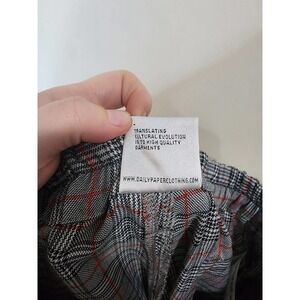 TRANSLATING
CULTURAL EVOLUTION
INTO HIGH QUALITY
GARMENTS
WWW.DAILYPAPERCLOTHING.COM